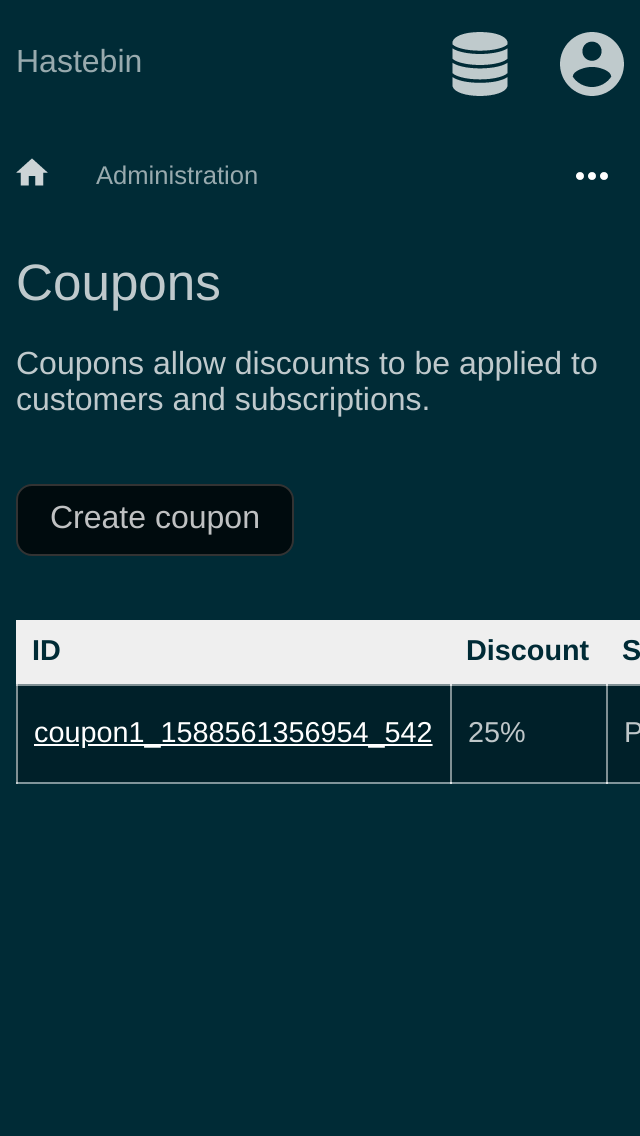 Hastebin
Administration
Coupons
Coupons allow discounts to be applied to
customers and subscriptions.
Create coupon
ID Discount
coupon1_1588561356954_542 25%